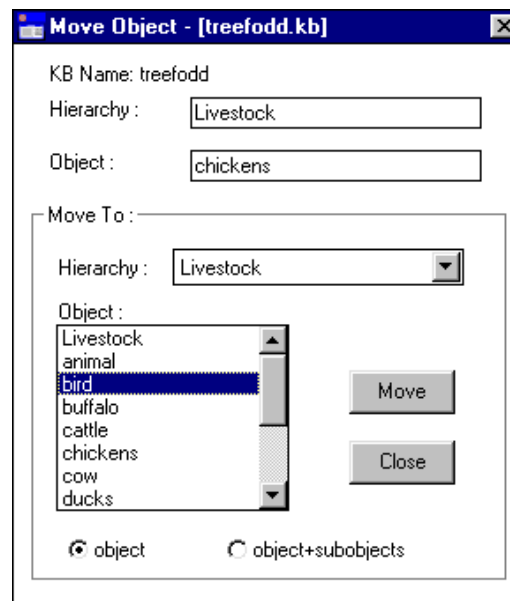 Move Object - [treefodd.kb]
KB Name: treefodd
Hierarchy : Livestock
Object : chickens
Move To :
Hierarchy : Livestock
Object :
Livestock
animal
bird
buffalo
cattle
chickens
cow
ducks
Move
Close
object object+subobjects